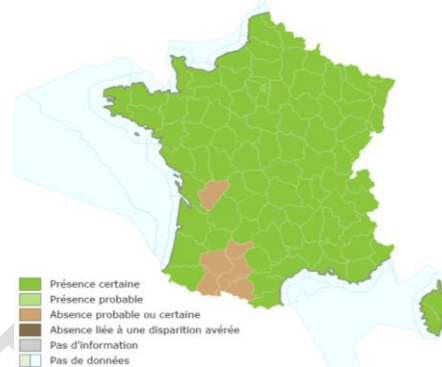 Présence certaine
Présence probable
Absence probable ou certaine
Absence liée à une disparition avérée
Pas d'information
Pas de données